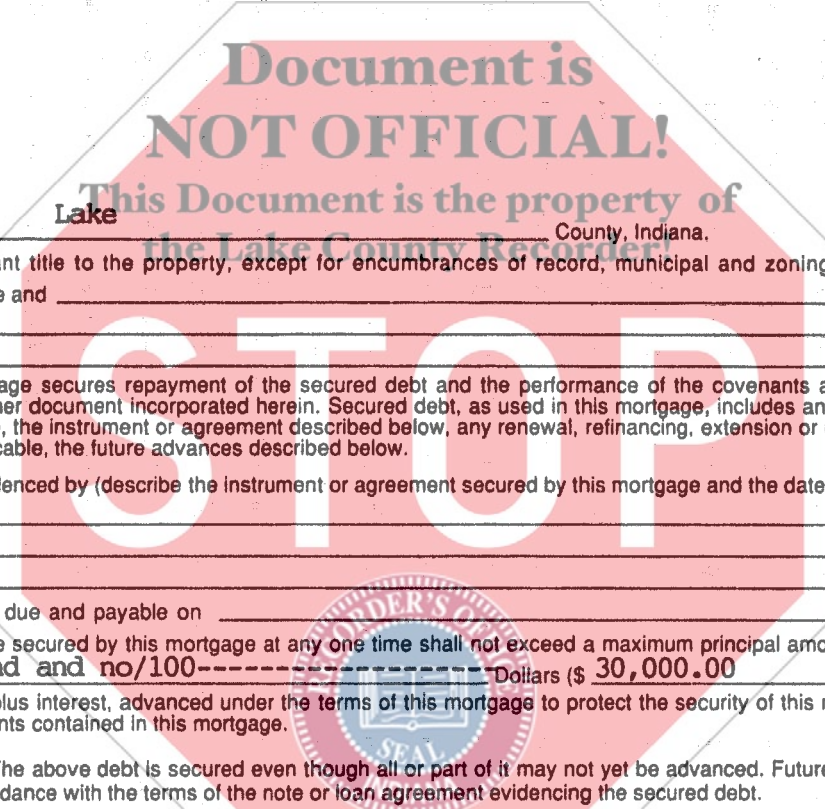 Document is
NOT OFFICIAL!
This Document is the property of
the Lake County Recorder!
Lake
County, Indiana,
nt title to the property, except for encumbrances of record, municipal and zoning
e and
STOP
age secures repayment of the secured debt and the performance of the covenants a
er document incorporated herein. Secured debt, as used in this mortgage, includes an
, the instrument or agreement described below, any renewal, refinancing, extension or
cable, the future advances described below.
enced by (describe the instrument or agreement secured by this mortgage and the date
due and payable on
e secured by this mortgage at any one time shall not exceed a maximum principal amo
d and no/100------------------ Dollars ($ 30,000.00
plus interest, advanced under the terms of this mortgage to protect the security of this
nts contained in this mortgage.
RECORDER'S OFFICE
SEAL
he above debt is secured even though all or part of it may not yet be advanced. Future
dance with the terms of the note or loan agreement evidencing the secured debt.